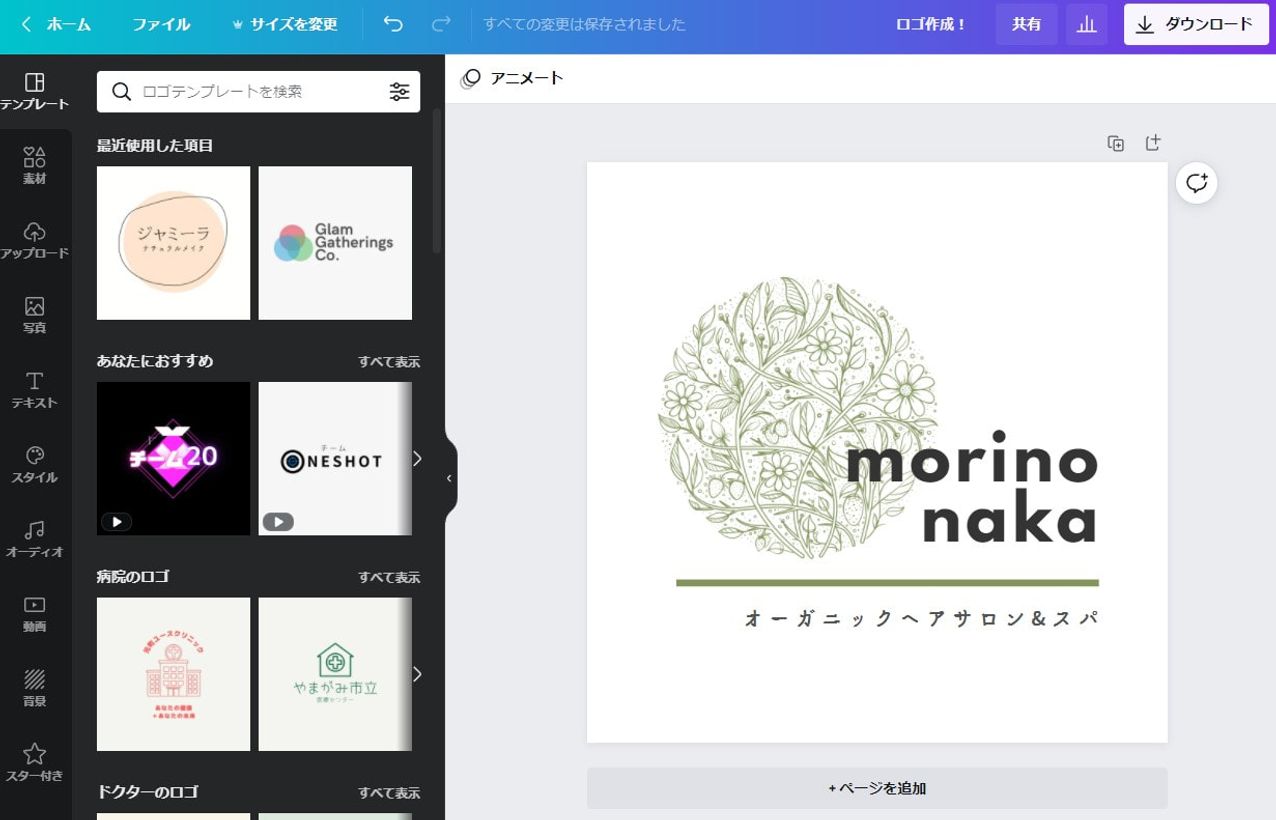 ホーム
ファイル
サイズを変更
すべての変更は保存されました
ロゴ作成！
共有
ダウンロード
テンプレート
素材
アップロード
写真
テキスト
スタイル
オーディオ
動画
背景
スター付き
ロゴテンプレートを検索
最近使用した項目
ジャミーラ
ナチュラルメイク
Glam
Gatherings
Co.
あなたにおすすめ
すべて表示
チーム20
チーム
ONESHOT
病院のロゴ
すべて表示
元町ユースクリニック
あなたの健康
+あなたの未来
やまがみ市立
医療センター
ドクターのロゴ
すべて表示
アニメート
morino
naka
オーガニックヘアサロン&スパ
+ ページを追加